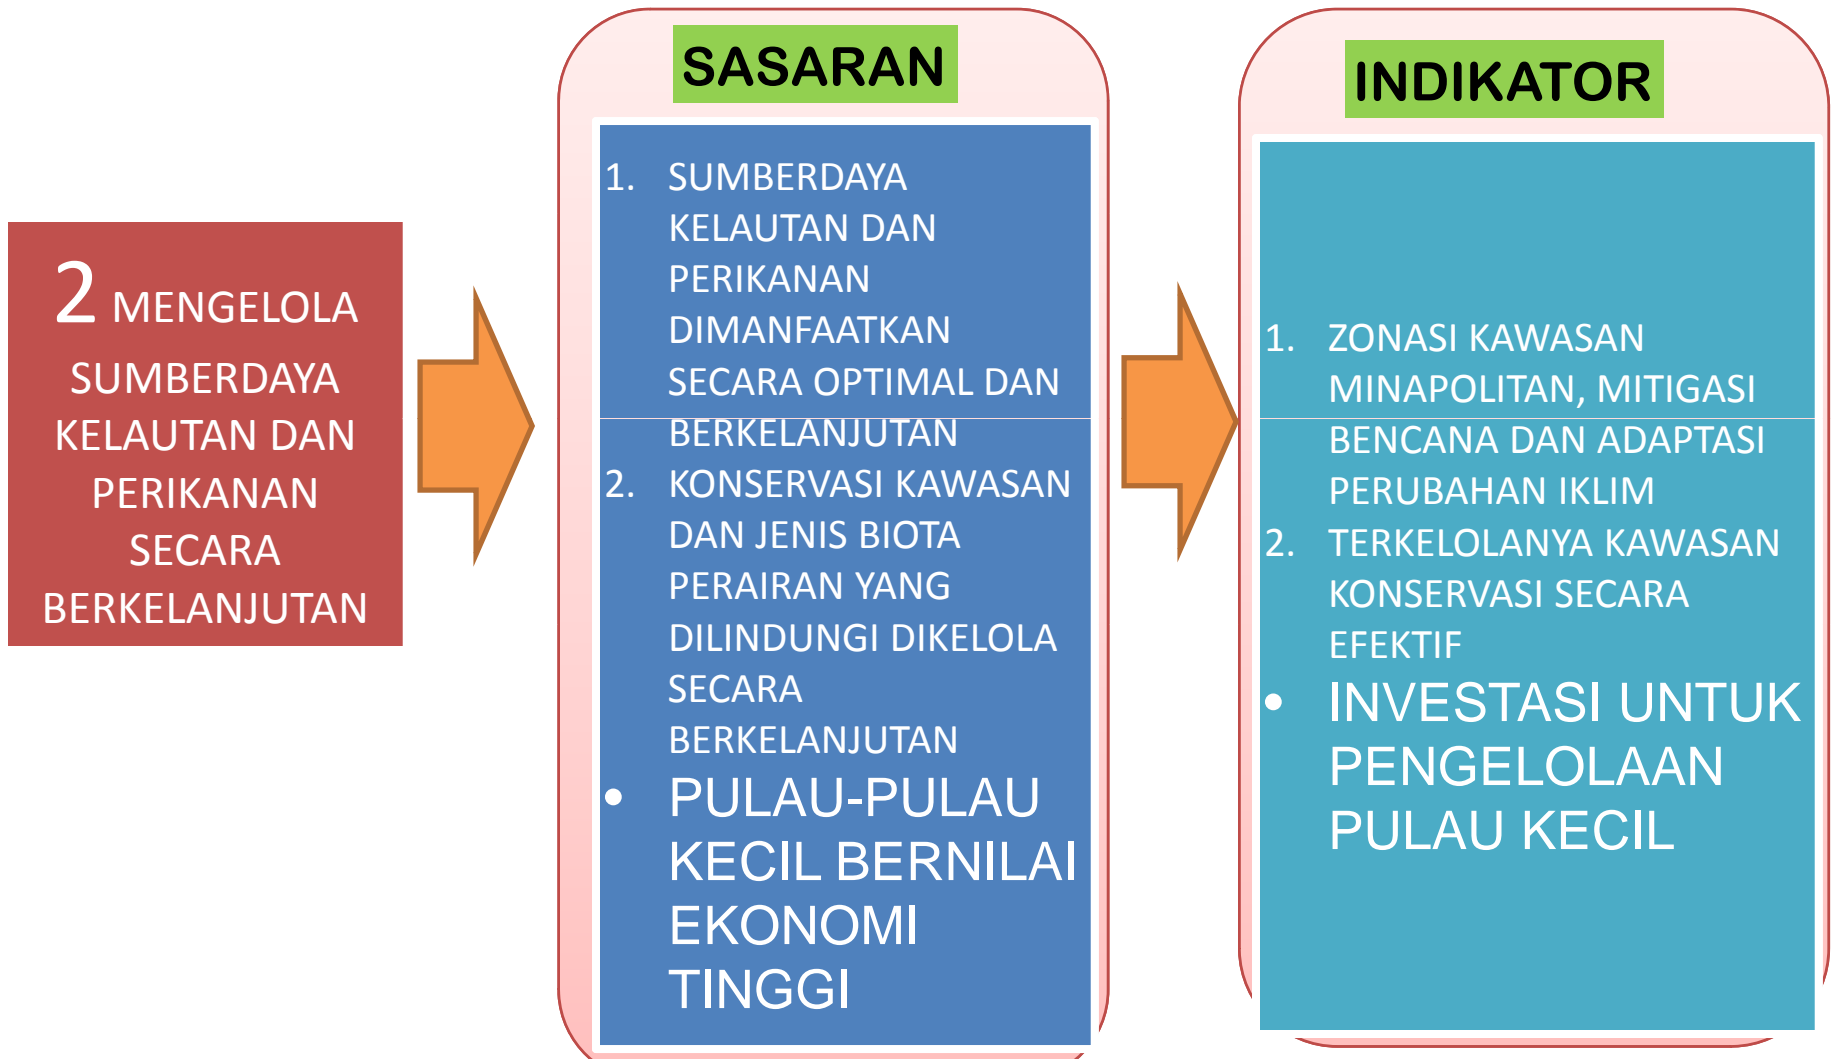 2 MENGELOLA
SUMBERDAYA
KELAUTAN DAN
PERIKANAN
SECARA
BERKELANJUTAN
SASARAN
1. SUMBERDAYA
KELAUTAN DAN
PERIKANAN
DIMANFAATKAN
SECARA OPTIMAL DAN
BERKELANJUTAN
2. KONSERVASI KAWASAN
DAN JENIS BIOTA
PERAIRAN YANG
DILINDUNGI DIKELOLA
SECARA
BERKELANJUTAN
• PULAU-PULAU
KECIL BERNILAI
EKONOMI
TINGGI
INDIKATOR
1. ZONASI KAWASAN
MINAPOLITAN, MITIGASI
BENCANA DAN ADAPTASI
PERUBAHAN IKLIM
2. TERKELOLANYA KAWASAN
KONSERVASI SECARA
EFEKTIF
• INVESTASI UNTUK
PENGELOLAAN
PULAU KECIL